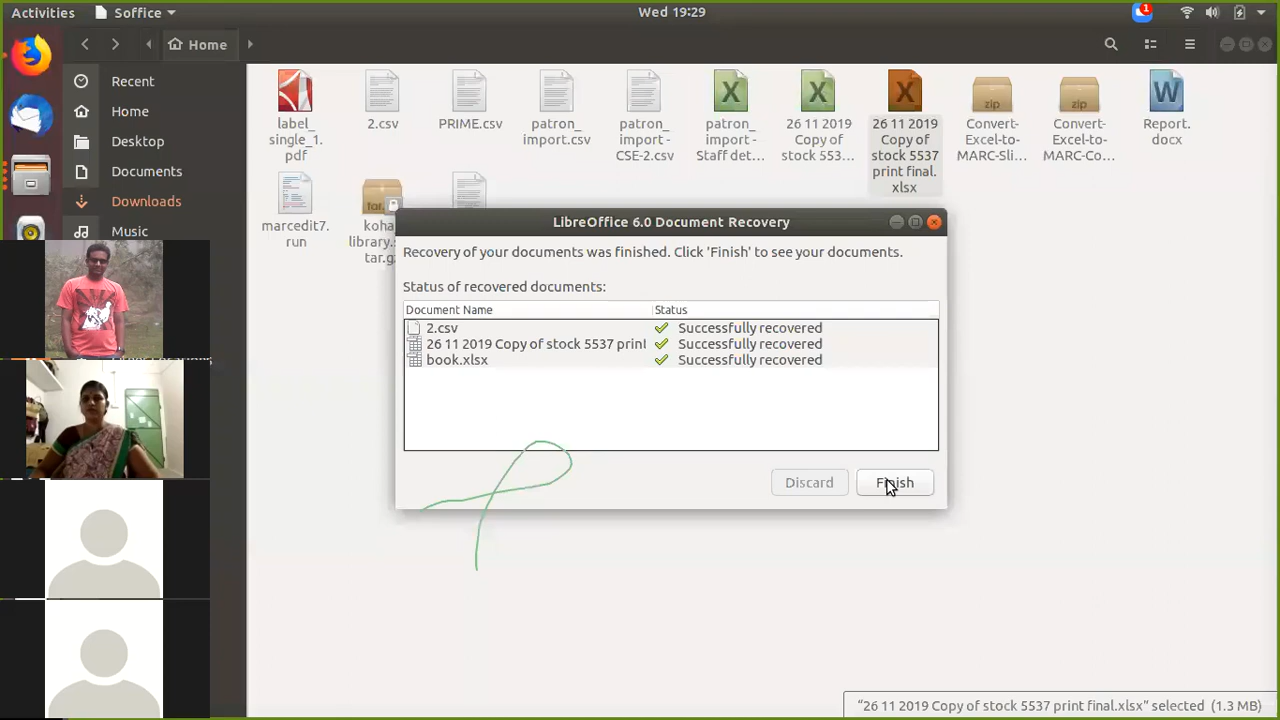 Activities
Soffice
Wed 19:29
1
Home
Recent
Home
Desktop
Documents
Downloads
Music
label_
single_1.
pdf
2.csv
PRIME.csv
patron_
import.csv
patron_
import -
CSE-2.csv
patron_
import -
Staff det...
26 11 2019
Copy of
stock 553...
26 11 2019
Copy of
stock 5537
print final.
xlsx
Convert-
Excel-to-
MARC-Sli...
Convert-
Excel-to-
MARC-Co...
Report.
docx
marcedit7.
run
koha
library.s
tar.g
LibreOffice 6.0 Document Recovery
Recovery of your documents was finished. Click 'Finish' to see your documents.
Status of recovered documents:
Document Name Status
2.csv Successfully recovered
26 11 2019 Copy of stock 5537 print Successfully recovered
book.xlsx Successfully recovered
Discard Finish
"26 11 2019 Copy of stock 5537 print final.xlsx" selected (1.3 MB)